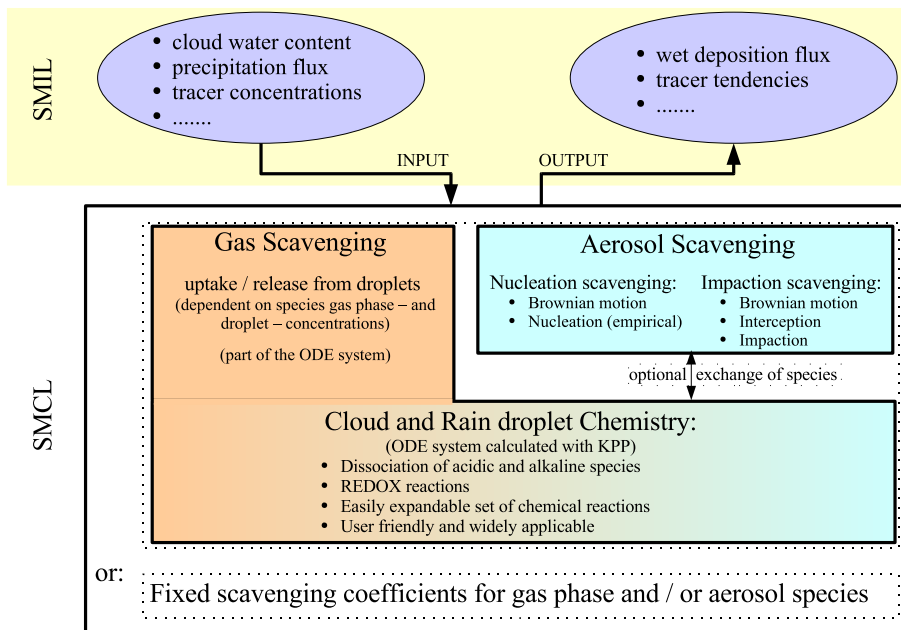 SMIL
• cloud water content
• precipitation flux
• tracer concentrations
• .......
• wet deposition flux
• tracer tendencies
• .......
INPUT
OUTPUT
SMCL
Gas Scavenging
uptake / release from droplets
(dependent on species gas phase – and
droplet – concentrations)
(part of the ODE system)
Aerosol Scavenging
Nucleation scavenging:
• Brownian motion
• Nucleation (empirical)
Impaction scavenging:
• Brownian motion
• Interception
• Impaction
optional exchange of species
Cloud and Rain droplet Chemistry:
(ODE system calculated with KPP)
• Dissociation of acidic and alkaline species
• REDOX reactions
• Easily expandable set of chemical reactions
• User friendly and widely applicable
or:
Fixed scavenging coefficients for gas phase and / or aerosol species